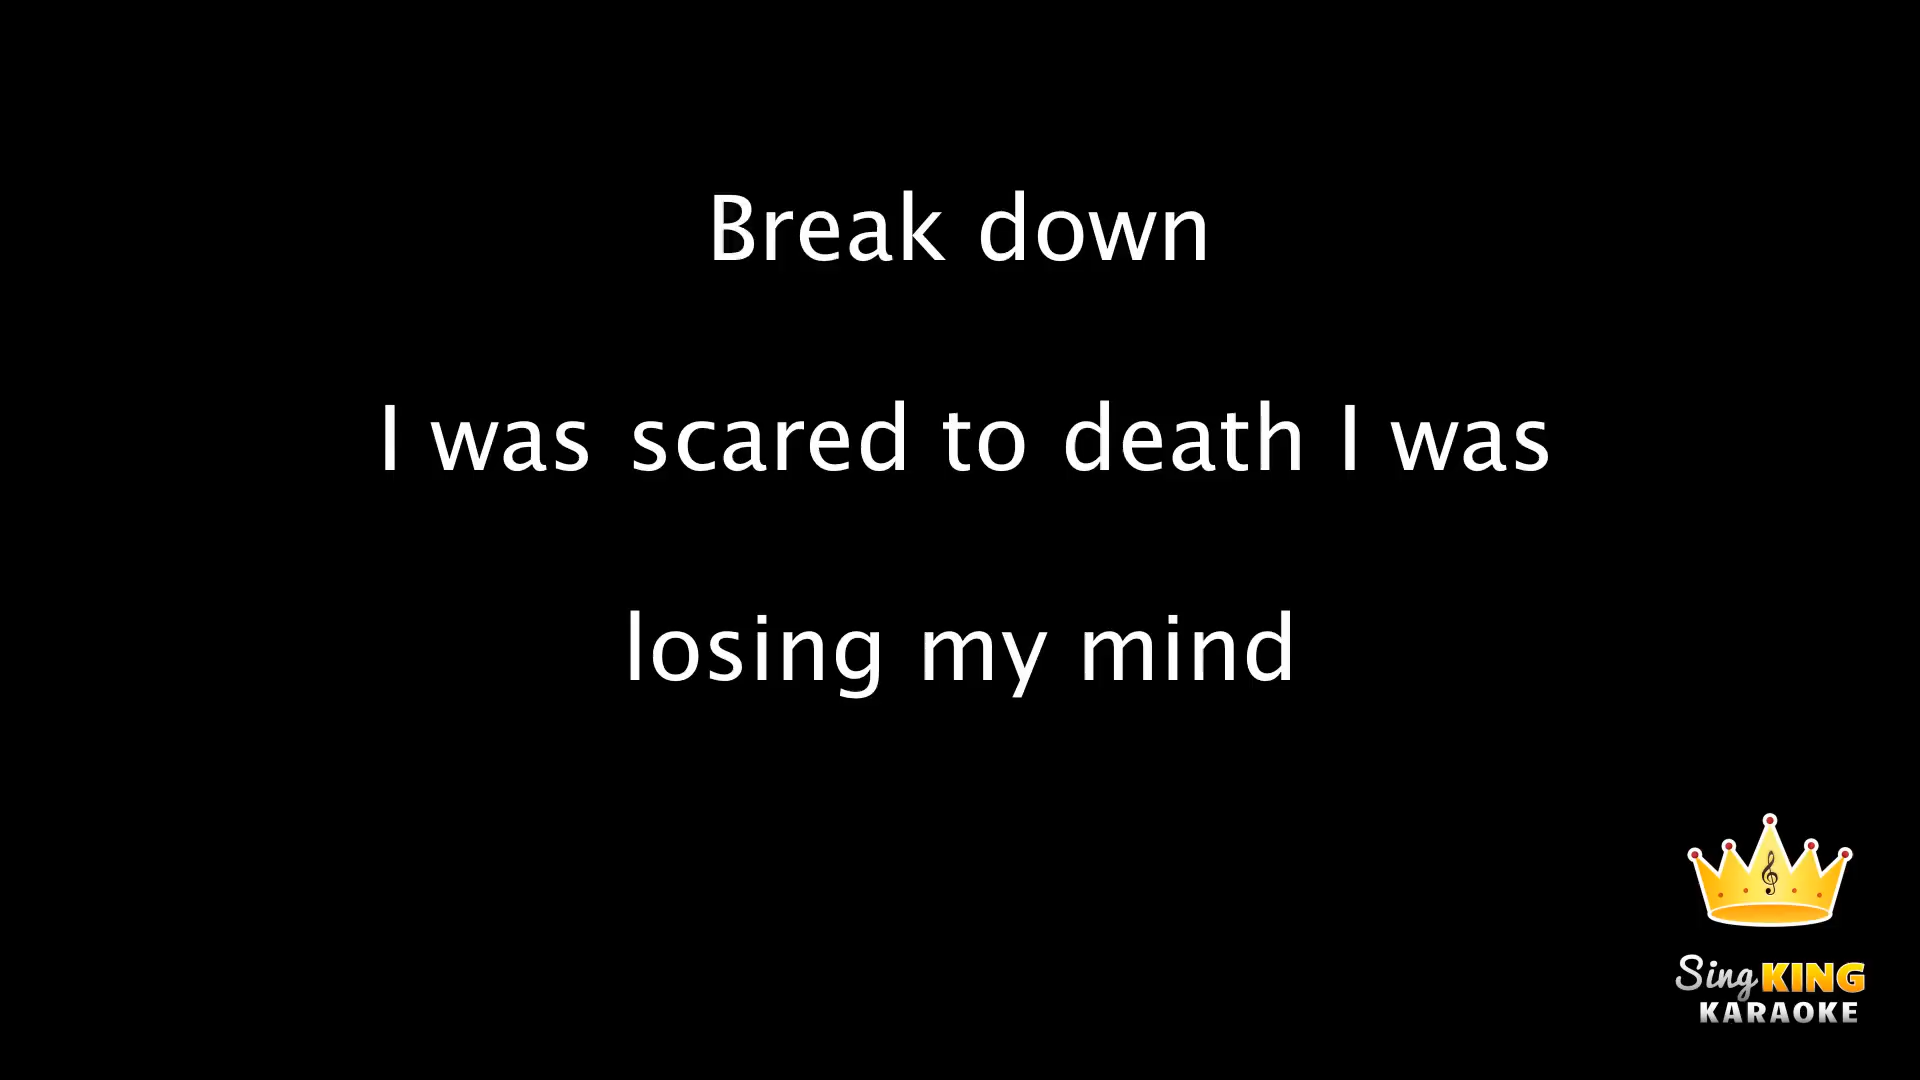 Break down
I was scared to death I was
losing my mind
Sing KING
KARAOKE